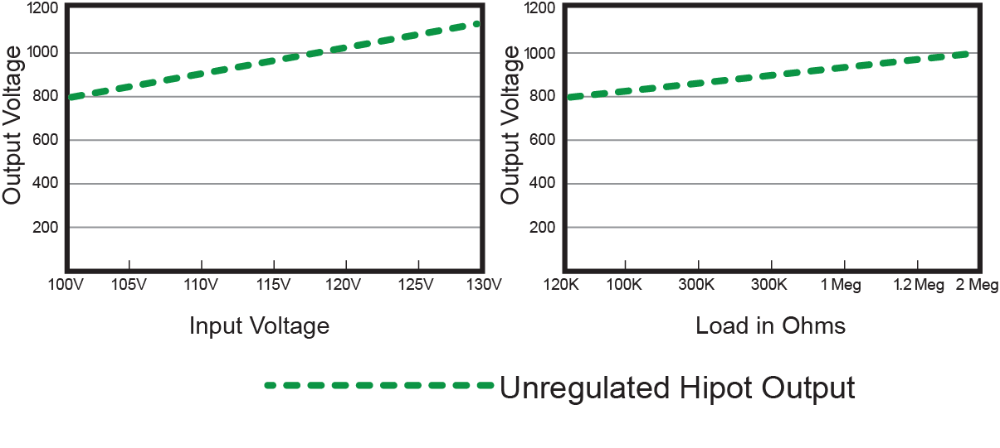 Output Voltage
1200
1000
800
600
400
200
100V 105V 110V 115V 120V 125V 130V
Input Voltage
Output Voltage
1200
1000
800
600
400
200
120K 100K 300K 300K 1 Meg 1.2 Meg 2 Meg
Load in Ohms
Unregulated Hipot Output